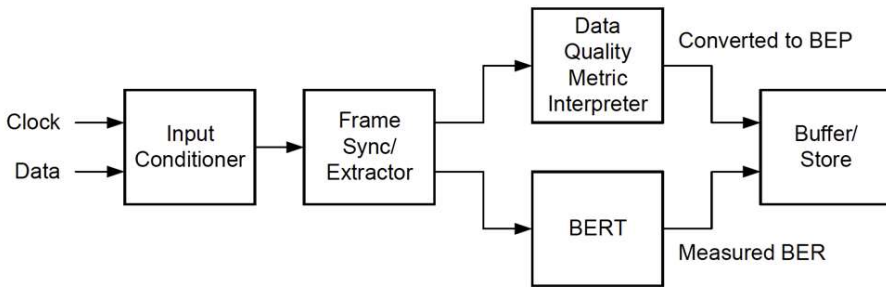 Clock
Data
Input
Conditioner
Frame
Sync/
Extractor
Data
Quality
Metric
Interpreter
Converted to BEP
BERT
Measured BER
Buffer/
Store